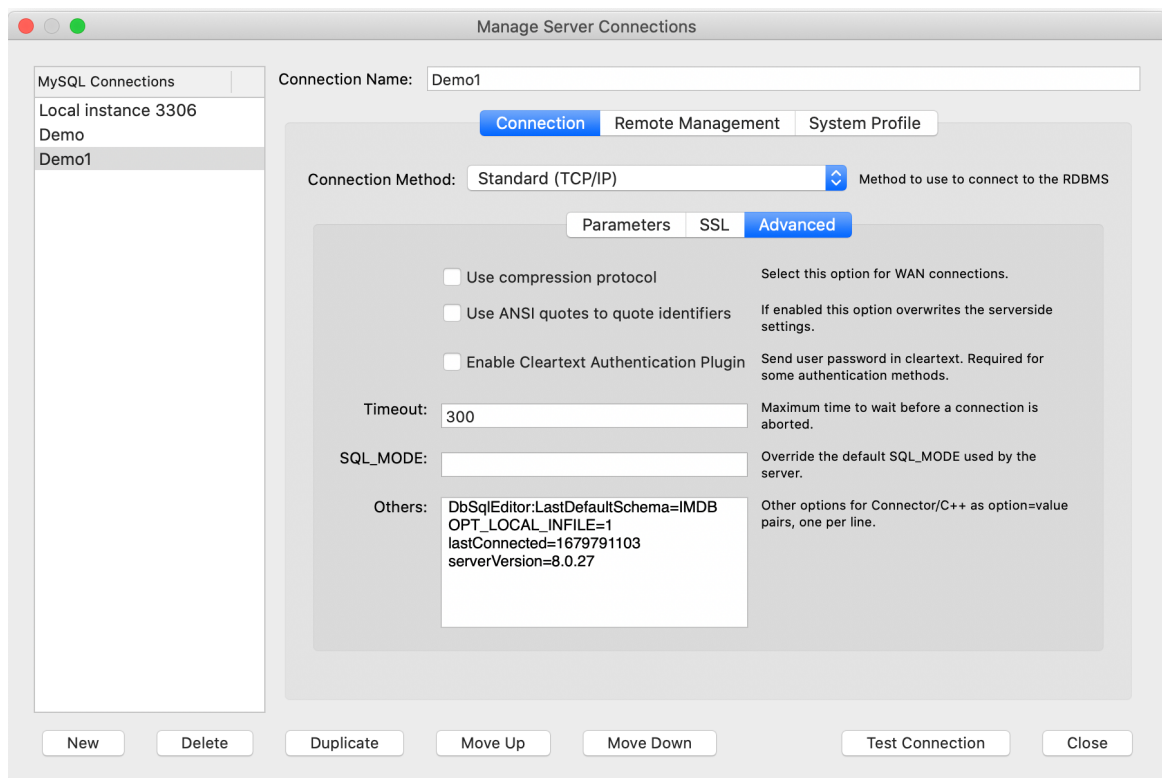 Manage Server Connections
MySQL Connections
Local instance 3306
Demo
Demo1
Connection Name: Demo1
Connection Remote Management System Profile
Connection Method: Standard (TCP/IP) Method to use to connect to the RDBMS
Parameters SSL Advanced
Use compression protocol Select this option for WAN connections.
Use ANSI quotes to quote identifiers If enabled this option overwrites the serverside
settings.
Enable Cleartext Authentication Plugin Send user password in cleartext. Required for
some authentication methods.
Timeout: 300 Maximum time to wait before a connection is
aborted.
SQL_MODE: Override the default SQL_MODE used by the
server.
Others: DbSqlEditor:LastDefaultSchema=IMDB Other options for Connector/C++ as option=value
OPT_LOCAL_INFILE=1 pairs, one per line.
lastConnected=1679791103
serverVersion=8.0.27
New Delete Duplicate Move Up Move Down Test Connection Close